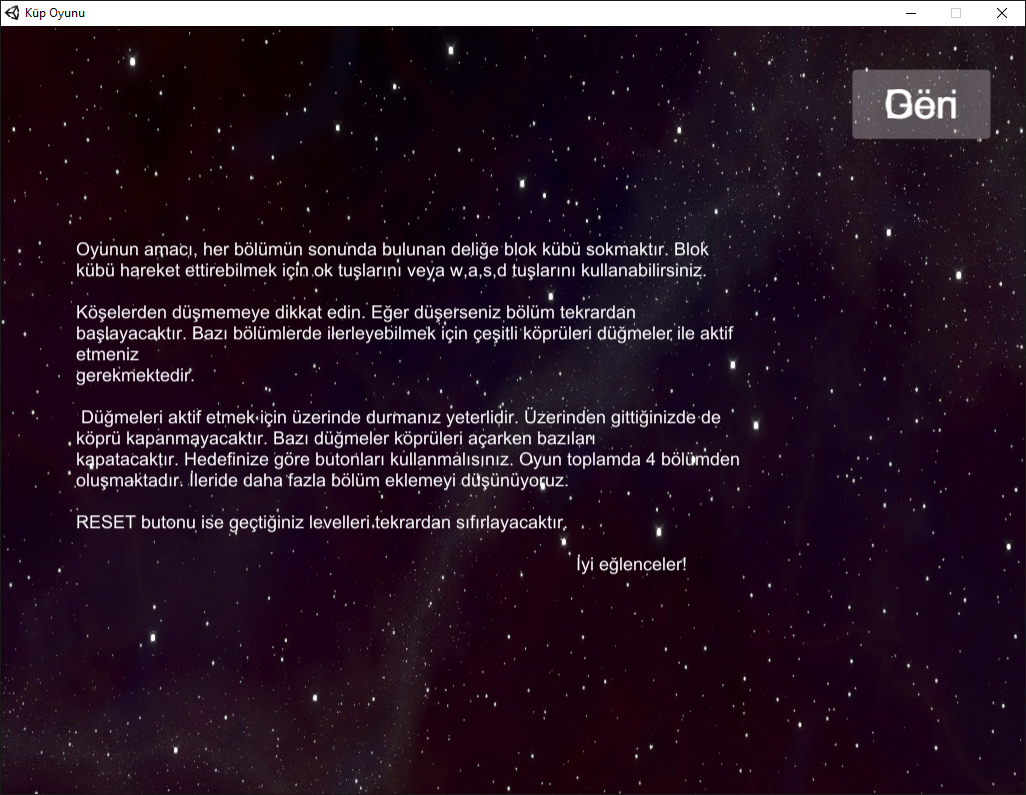 Küp Oyunu
Geri
Oyunun amacı, her bölümün sonunda bulunan deliğe blok kübü sokmaktır. Blok
kübü hareket ettirebilmek için ok tuşlarını veya w,a,s,d tuşlarını kullanabilirsiniz.
Köşelerden düşmemeye dikkat edin. Eğer düşerseniz bölüm tekrardan
başlayacaktır. Bazı bölümlerde ilerleyebilmek için çeşitli köprüleri düğmeler ile aktif
etmeniz
gerekmektedir.
Düğmeleri aktif etmek için üzerinde durmanız yeterlidir. Üzerinden gittiğinizde de
köprü kapanmayacaktır. Bazı düğmeler köprüleri açarken bazıları
kapatacaktır. Hedefinize göre butonları kullanmalısınız. Oyun toplamda 4 bölümden
oluşmaktadır. İleride daha fazla bölüm eklemeyi düşünüyoruz.
RESET butonu ise geçtiğiniz levelleri tekrardan sıfırlayacaktır.
İyi eğlenceler!